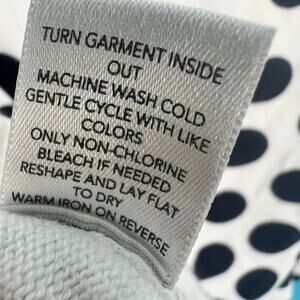 TURN GARMENT INSIDE
OUT
MACHINE WASH COLD
GENTLE CYCLE WITH LIKE
COLORS
ONLY NON-CHLORINE
BLEACH IF NEEDED
RESHAPE AND LAY FLAT
TO DRY
WARM IRON ON REVERSE